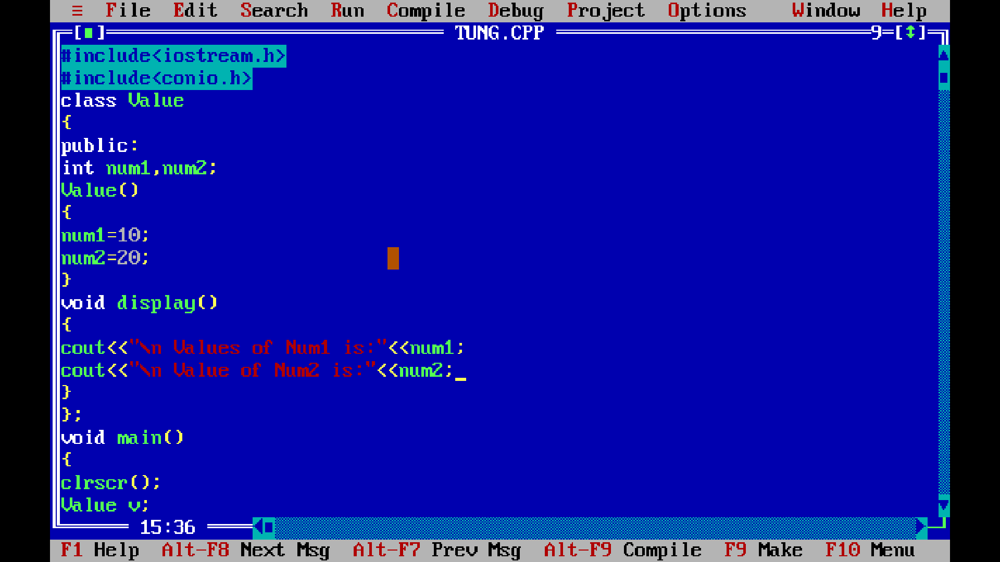 ≡ File Edit Search Run Compile Debug Project Options Window Help
[■] TUNG.CPP 9=[↕]
#include<iostream.h>
#include<conio.h>
class Value
{
public:
int num1,num2;
Value()
{
num1=10;
num2=20;
}
void display()
{
cout<<"\n Values of Num1 is:"<<num1;
cout<<"\n Value of Num2 is:"<<num2;
}
};
void main()
{
clrscr();
Value v;
15:36
F1 Help Alt-F8 Next Msg Alt-F7 Prev Msg Alt-F9 Compile F9 Make F10 Menu